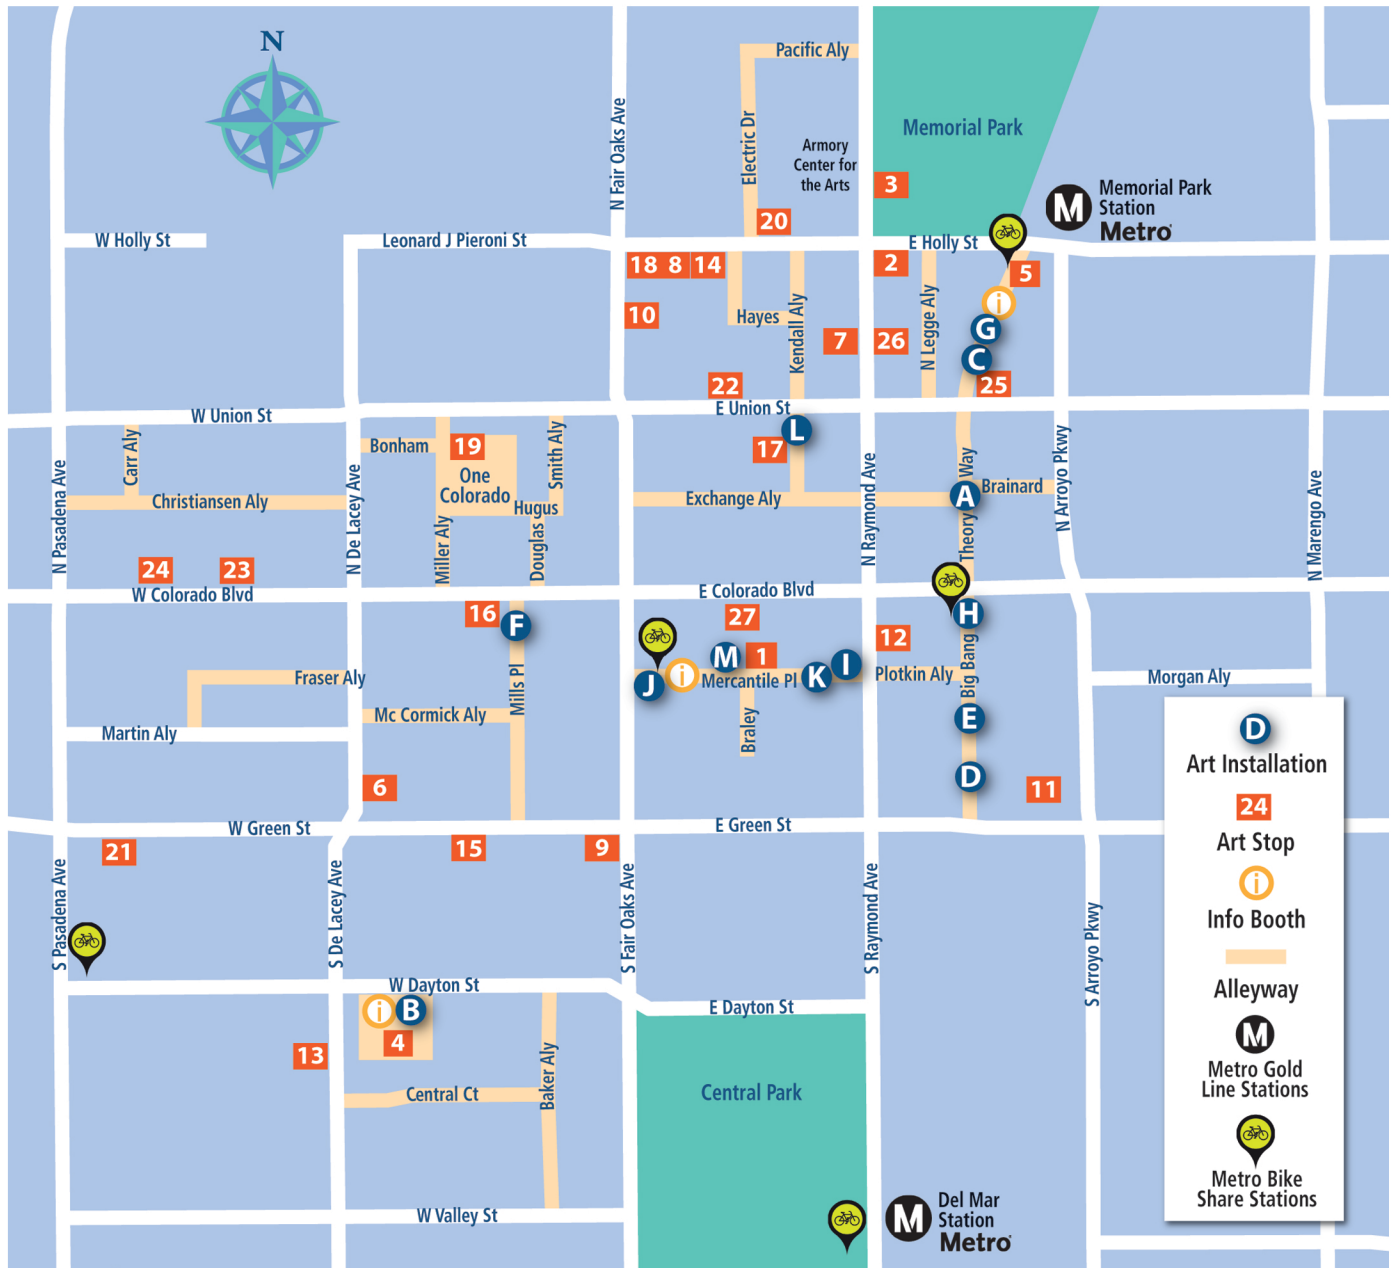 N
Pacific Aly
N Fair Oaks Ave
Electric Dr
Armory
Center for
the Arts
Memorial Park
3
M
Memorial Park
Station
Metro
20
W Holly St
Leonard J Pieroni St
E Holly St
18
8
14
2
5
i
10
Hayes
Kendall Aly
7
26
N Legge Aly
G
C
25
22
W Union St
E Union St
L
Carr Aly
Bonham
19
One
Colorado
Smith Aly
17
N Raymond Ave
Way
N Arroyo Pkwy
N Pasadena Ave
N De Lacey Ave
N Marengo Ave
Christiansen Aly
Hugus
Exchange Aly
A
Brainard
Miller Aly
Douglas
Theory
24
23
W Colorado Blvd
E Colorado Blvd
16
F
27
H
12
M
1
I
J
i
Mercantile Pl
K
Plotkin Aly
Big Bang
Morgan Aly
Fraser Aly
Mills Pl
Mc Cormick Aly
Braley
Martin Aly
E
D
6
11
W Green St
E Green St
21
15
9
S Pasadena Ave
S De Lacey Ave
S Fair Oaks Ave
S Raymond Ave
S Arroyo Pkwy
W Dayton St
E Dayton St
i
B
4
13
Central Ct
Baker Aly
Central Park
W Valley St
M
Del Mar
Station
Metro
D
Art Installation
24
Art Stop
i
Info Booth
Alleyway
M
Metro Gold
Line Stations
Metro Bike
Share Stations